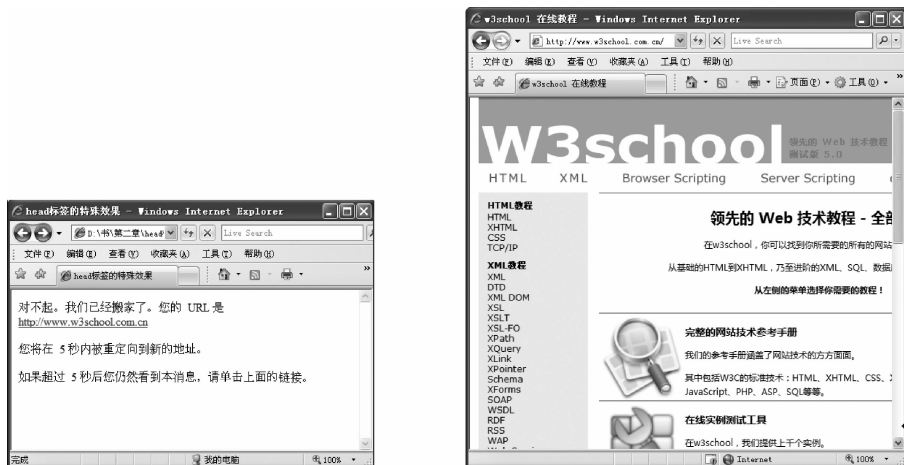 head标签的特殊效果 - Windows Internet Explorer
D:\书\第二章\head
Live Search
文件(F) 编辑(E) 查看(V) 收藏夹(A) 工具(T) 帮助(H)
head标签的特殊效果
»
对不起。我们已经搬家了。您的 URL 是
http://www.w3school.com.cn
您将在 5 秒内被重定向到新的地址。
如果超过 5 秒后您仍然看到本消息，请单击上面的链接。
完成
我的电脑
100%
w3school 在线教程 - Windows Internet Explorer
http://www.w3school.com.cn/
Live Search
文件(F) 编辑(E) 查看(V) 收藏夹(A) 工具(T) 帮助(H)
w3school 在线教程
页面(P)
工具(O)
»
W3school
领先的 Web 技术教程
测试版 5.0
HTML XML Browser Scripting Server Scripting
HTML教程
HTML
XHTML
CSS
TCP/IP
XML教程
XML
DTD
XML DOM
XSL
XSLT
XSL-FO
XPath
XQuery
XLink
XPointer
Schema
XForms
SOAP
WSDL
RDF
RSS
WAP
领先的 Web 技术教程 - 全部
在w3school，你可以找到你所需要的所有的网站
从基础的HTML到XHTML，乃至进阶的XML、SQL、数据
从左侧的菜单选择你需要的教程！
完整的网站技术参考手册
我们的参考手册涵盖了网站技术的方方面面。
其中包括W3C的标准技术：HTML、XHTML、CSS、
JavaScript、PHP、ASP、SQL等等。
在线实例测试工具
在w3school，我们提供上千个实例。
Internet
100%